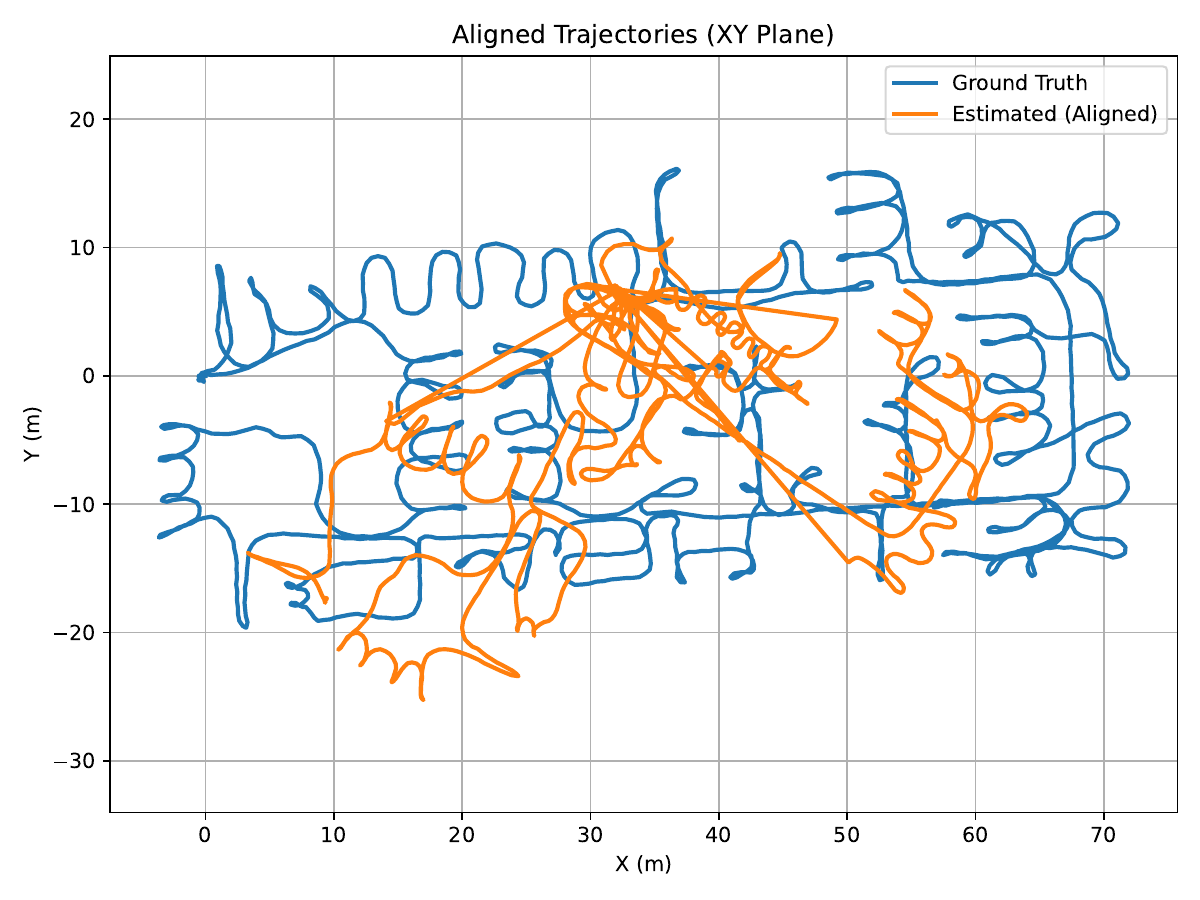 Aligned Trajectories (XY Plane)
Ground Truth
Estimated (Aligned)
20
10
0
−10
−20
−30
Y (m)
0 10 20 30 40 50 60 70
X (m)